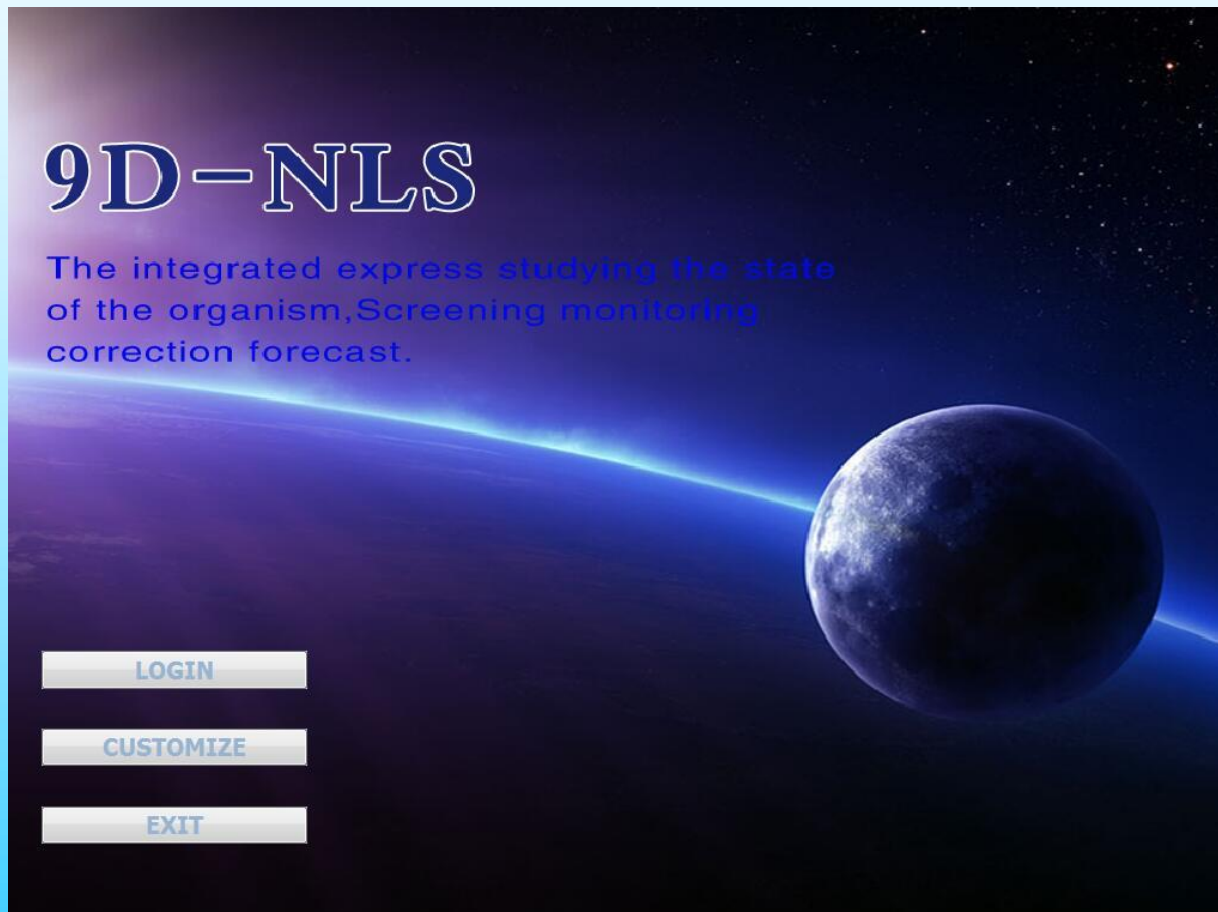 9D-NLS
The integrated express studying the state
of the organism,Screening monitoring
correction forecast.
LOGIN
CUSTOMIZE
EXIT